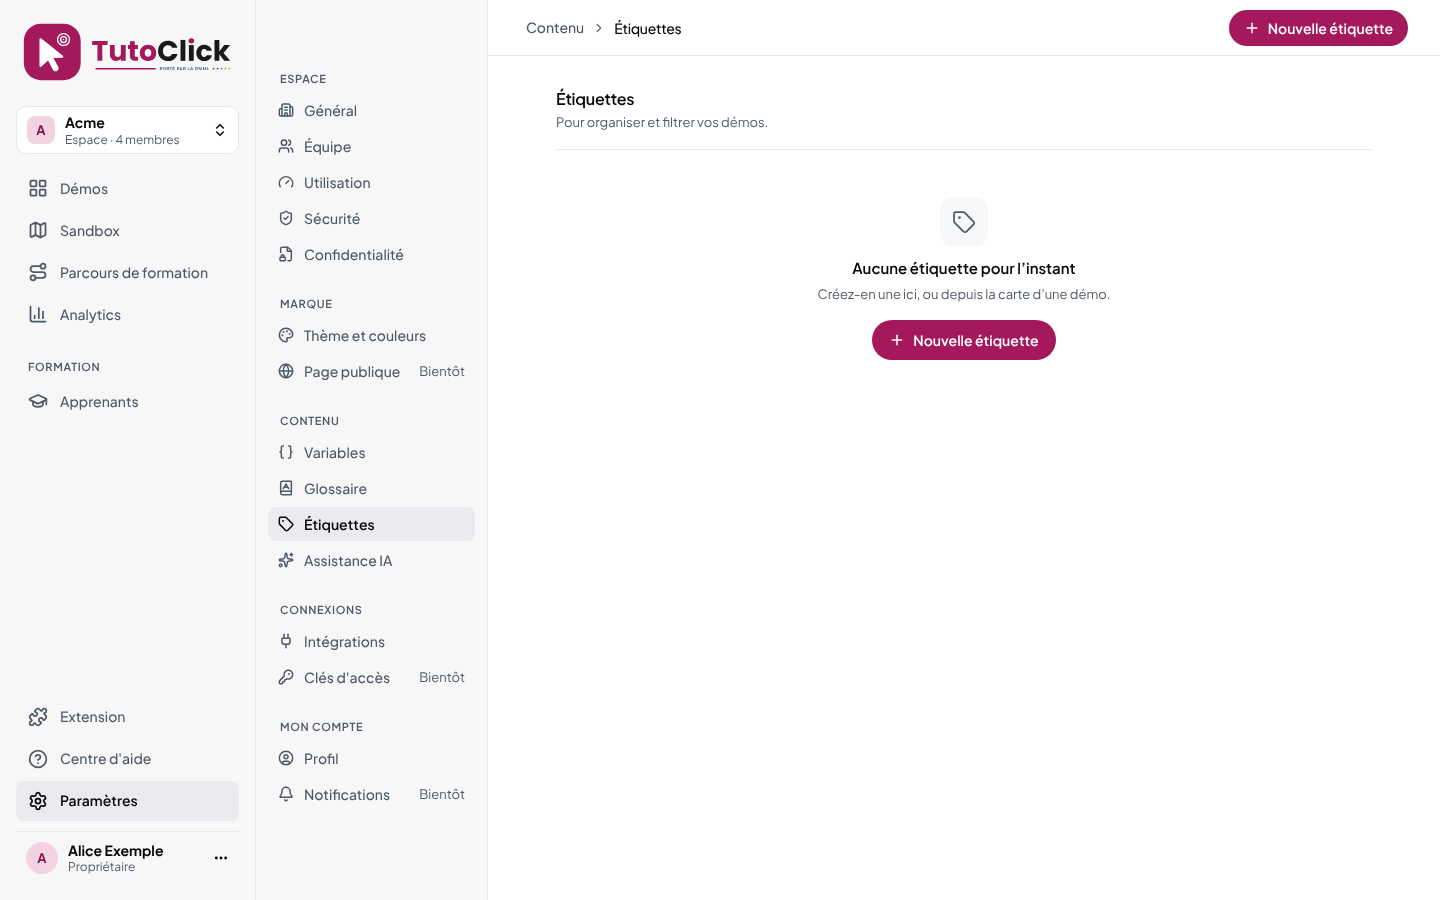 TutoClick
PORTÉ PAR LA DSIML
A
Acme
Espace · 4 membres
Démos
Sandbox
Parcours de formation
Analytics
FORMATION
Apprenants
Extension
Centre d'aide
Paramètres
A
Alice Exemple
Propriétaire
ESPACE
Général
Équipe
Utilisation
Sécurité
Confidentialité
MARQUE
Thème et couleurs
Page publique Bientôt
CONTENU
Variables
Glossaire
Étiquettes
Assistance IA
CONNEXIONS
Intégrations
Clés d'accès Bientôt
MON COMPTE
Profil
Notifications Bientôt
Contenu > Étiquettes
Nouvelle étiquette
Étiquettes
Pour organiser et filtrer vos démos.
Aucune étiquette pour l’instant
Créez-en une ici, ou depuis la carte d’une démo.
Nouvelle étiquette